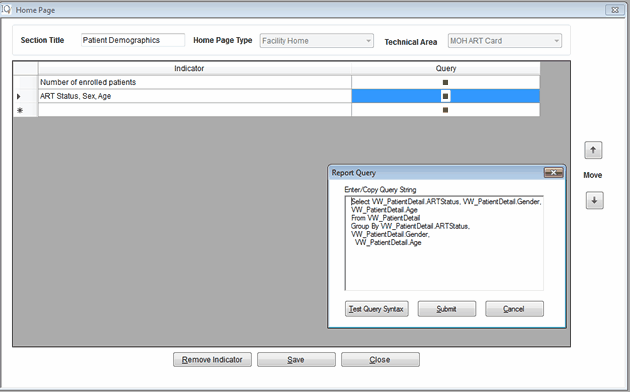 IQ Home Page
Section Title Patient Demographics Home Page Type Facility Home Technical Area MOH ART Card
Indicator Query
Number of enrolled patients
ART Status, Sex, Age
Move
Report Query
Enter/Copy Query String
Select VW_PatientDetail.ARTStatus, VW_PatientDetail.Gender,
VW_PatientDetail.Age
From VW_PatientDetail
Group By VW_PatientDetail.ARTStatus,
VW_PatientDetail.Gender,
VW_PatientDetail.Age
Test Query Syntax Submit Cancel
Remove Indicator Save Close